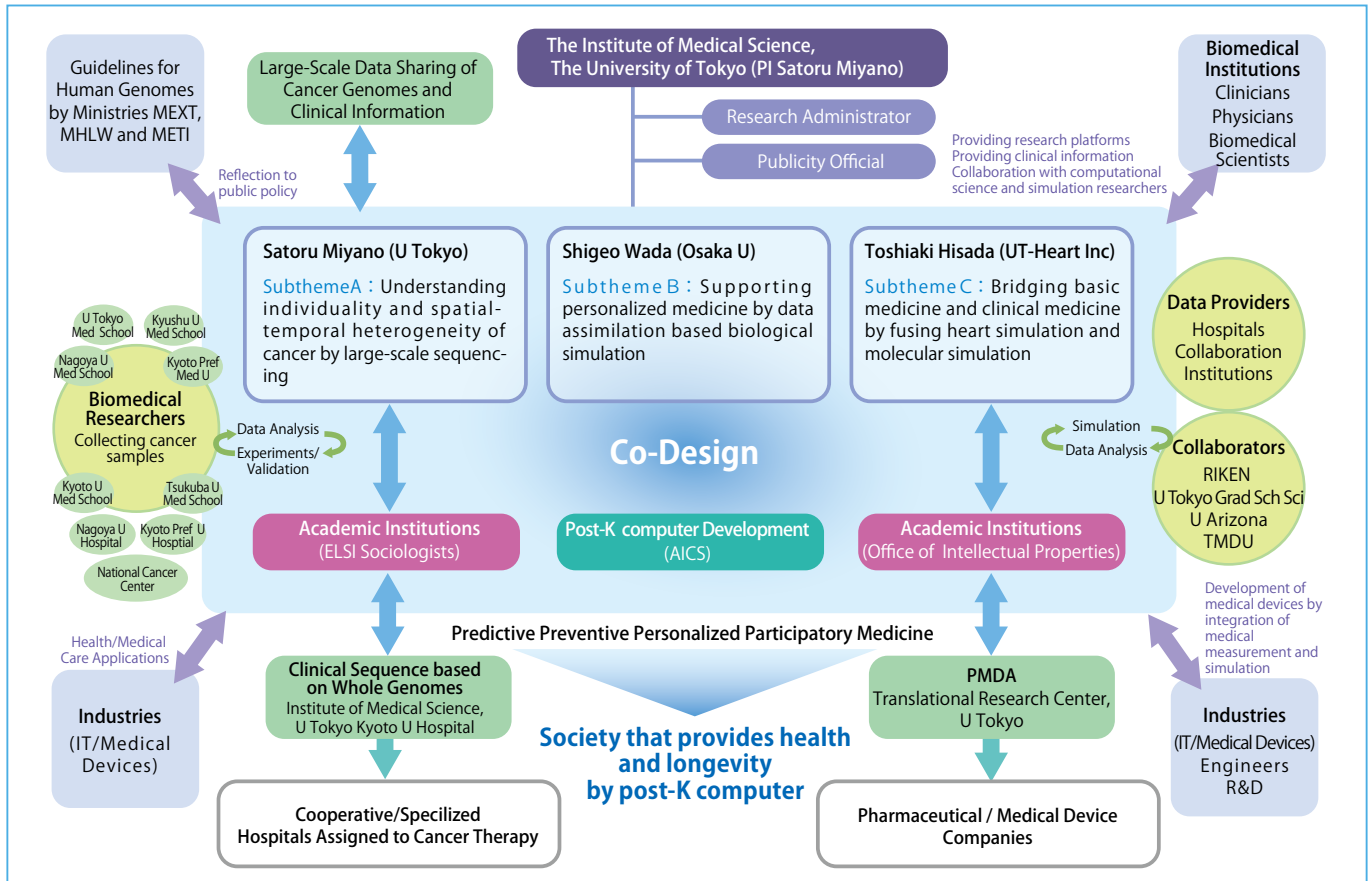 Guidelines for
Human Genomes
by Ministries MEXT,
MHLW and METI
Large-Scale Data Sharing of
Cancer Genomes and
Clinical Information
The Institute of Medical Science,
The University of Tokyo (PI Satoru Miyano)
Research Administrator
Publicity Official
Biomedical
Institutions
Clinicians
Physicians
Biomedical
Scientists
Reflection to
public policy
Providing research platforms
Providing clinical information
Collaboration with computational
science and simulation researchers
Satoru Miyano (U Tokyo)
Subtheme A : Understanding
individuality and spatial-
temporal heterogeneity of
cancer by large-scale sequenc-
ing
Shigeo Wada (Osaka U)
Subtheme B : Supporting
personalized medicine by data
assimilation based biological
simulation
Toshiaki Hisada (UT-Heart Inc)
Subtheme C : Bridging basic
medicine and clinical medicine
by fusing heart simulation and
molecular simulation
U Tokyo
Med School
Kyushu U
Med School
Nagoya U
Med School
Kyoto Pref
Med U
Biomedical
Researchers
Collecting cancer
samples
Kyoto U
Med School
Tsukuba U
Med School
Nagoya U
Hospital
Kyoto Pref U
Hosptial
National Cancer
Center
Data Analysis
Experiments/
Validation
Co-Design
Simulation
Data Analysis
Data Providers
Hospitals
Collaboration
Institutions
Collaborators
RIKEN
U Tokyo Grad Sch Sci
U Arizona
TMDU
Academic Institutions
(ELSI Sociologists)
Post-K computer Development
(AICS)
Academic Institutions
(Office of Intellectual Properties)
Health/Medical
Care Applications
Development of
medical devices by
integration of
medical
measurement and
simulation
Predictive Preventive Personalized Participatory Medicine
Industries
(IT/Medical
Devices)
Clinical Sequence based
on Whole Genomes
Institute of Medical Science,
U Tokyo Kyoto U Hospital
Society that provides health
and longevity
by post-K computer
PMDA
Translational Research Center,
U Tokyo
Industries
(IT/Medical Devices)
Engineers
R&D
Cooperative/Specilized
Hospitals Assigned to Cancer Therapy
Pharmaceutical / Medical Device
Companies